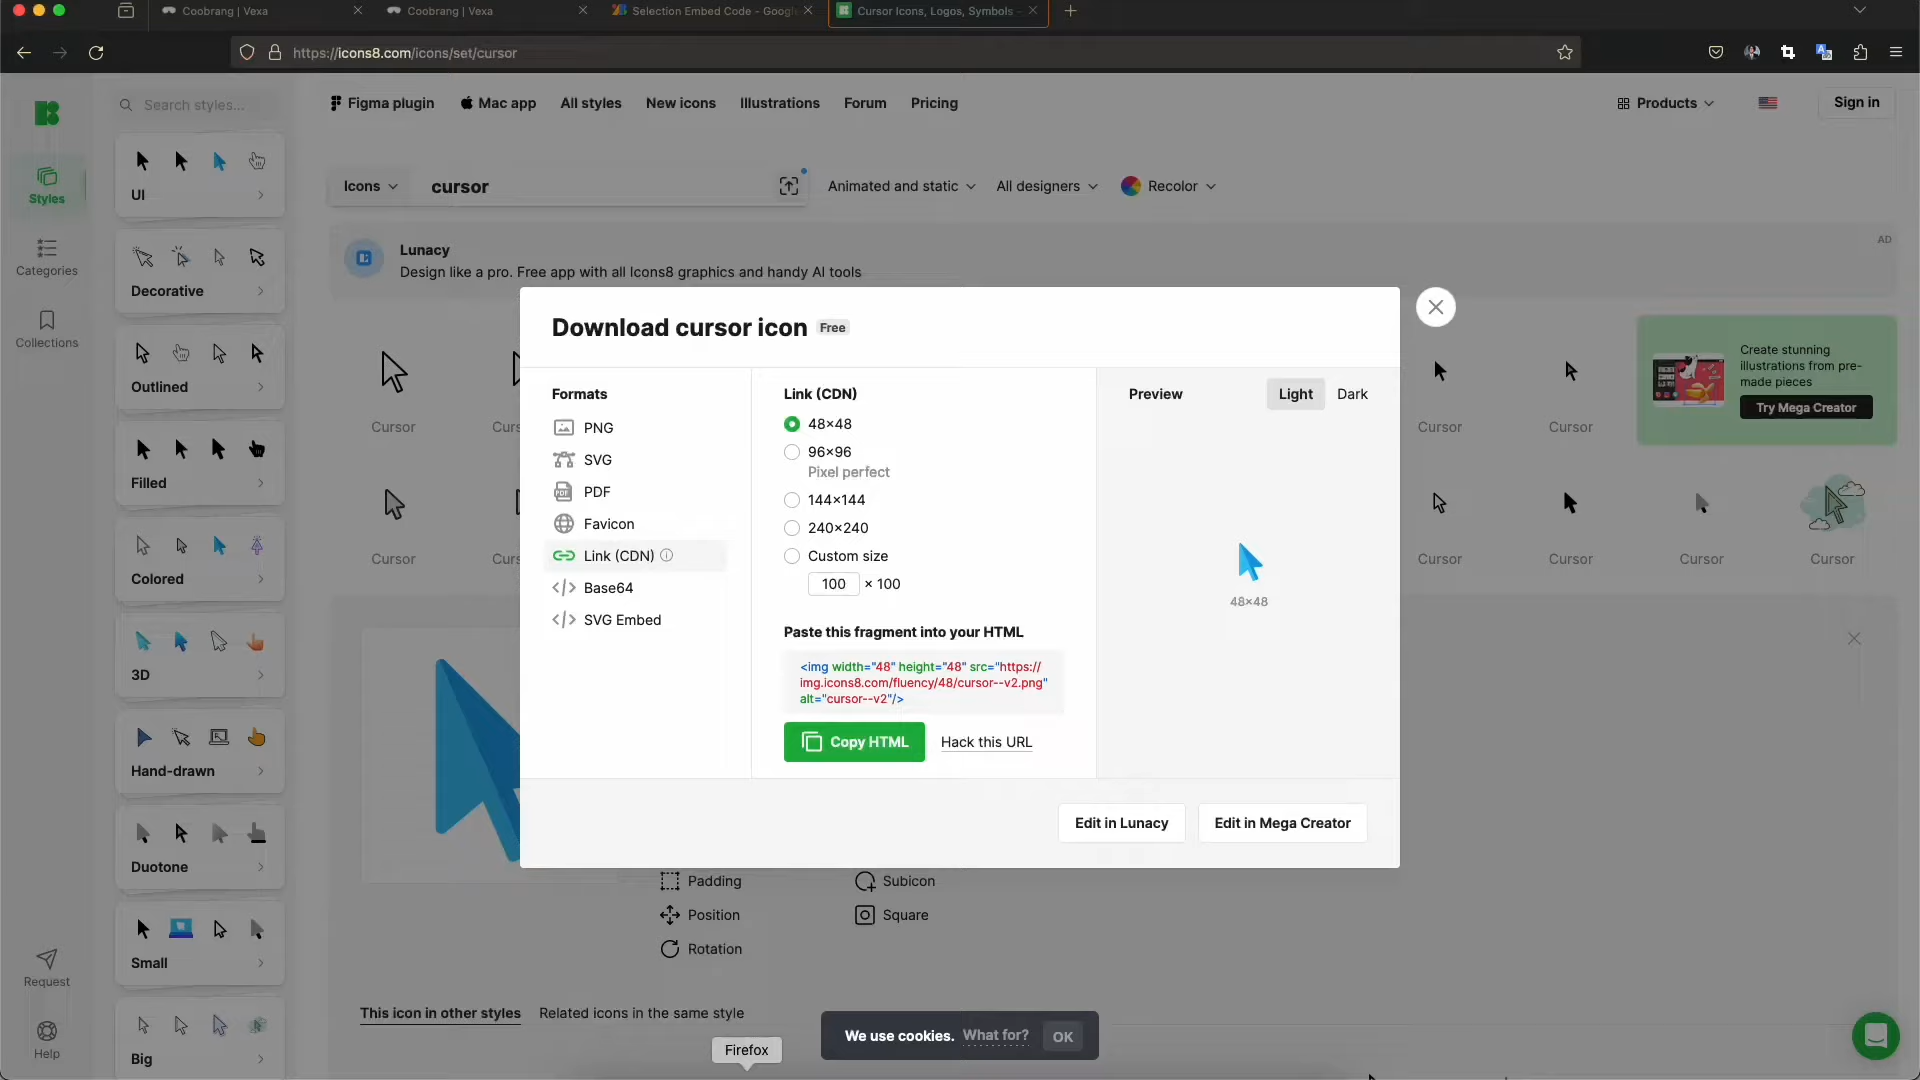 Coobrang | Vexa
Coobrang | Vexa
Selection Embed Code - Google
Cursor Icons, Logos, Symbols -
https://icons8.com/icons/set/cursor
Search styles...
Figma plugin
Mac app
All styles
New icons
Illustrations
Forum
Pricing
Products
Sign in
Styles
Categories
Collections
Request
Help
UI
Decorative
Outlined
Filled
Colored
3D
Hand-drawn
Duotone
Small
Big
Icons
cursor
Animated and static
All designers
Recolor
Lunacy
Design like a pro. Free app with all Icons8 graphics and handy AI tools
AD
Cursor
Curs
Cursor
Cursor
Create stunning
illustrations from pre-
made pieces
Try Mega Creator
Cursor
Curs
Cursor
Cursor
Cursor
Cursor
Download cursor icon
Free
Formats
PNG
SVG
PDF
Favicon
Link (CDN)
Base64
SVG Embed
Link (CDN)
48×48
96×96
Pixel perfect
144×144
240×240
Custom size
100 × 100
Paste this fragment into your HTML
<img width="48" height="48" src="https://
img.icons8.com/fluency/48/cursor--v2.png"
alt="cursor--v2"/>
Copy HTML
Hack this URL
Preview
Light
Dark
48×48
Edit in Lunacy
Edit in Mega Creator
Padding
Subicon
Position
Square
Rotation
This icon in other styles
Related icons in the same style
We use cookies. What for?
OK
Firefox